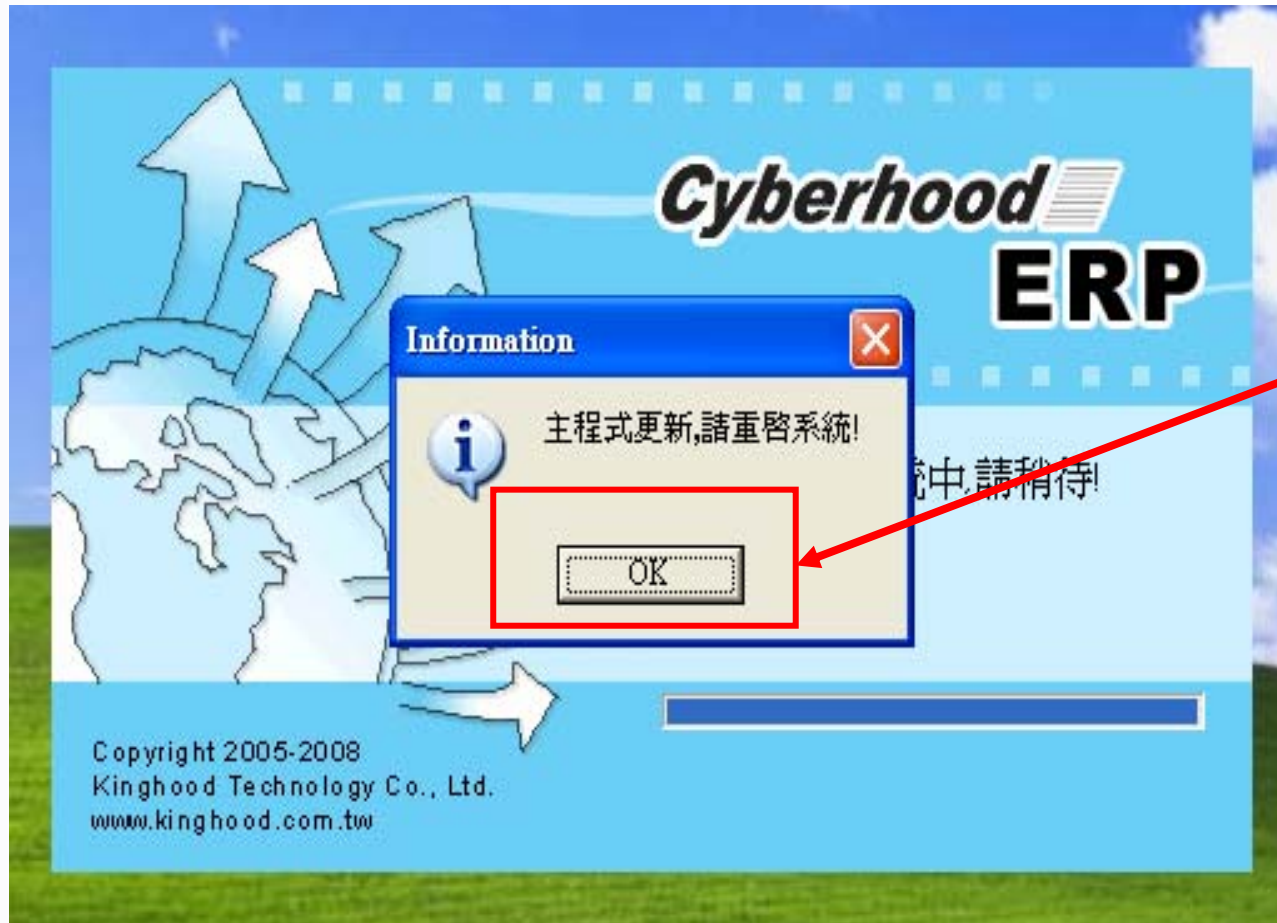 Cyberhood
ERP
Information
主程式更新,請重啓系統!
中,請稍待!
OK
Copyright 2005-2008
Kinghood Technology Co., Ltd.
www.kinghood.com.tw